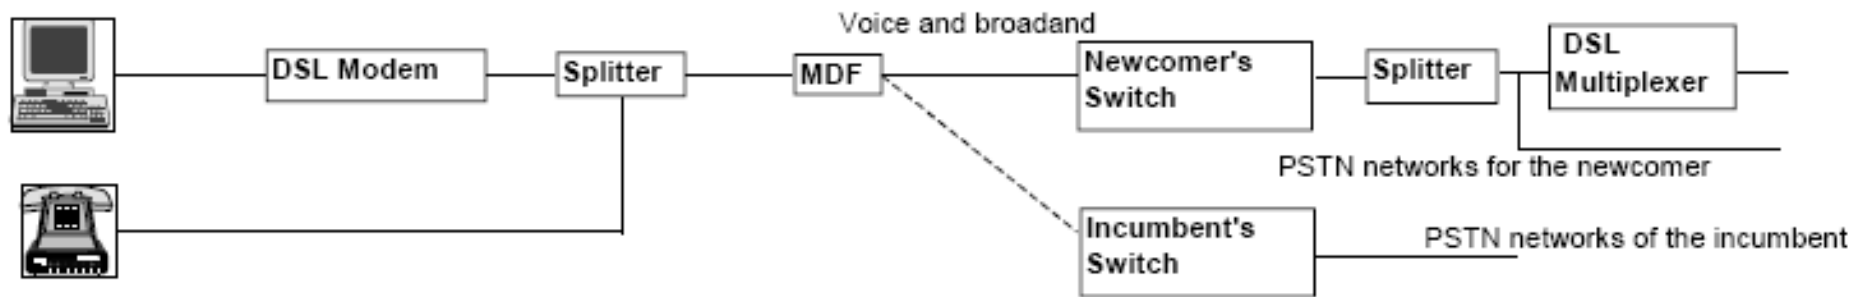 Voice and broadand
DSL Modem
Splitter
MDF
Newcomer's
Switch
Splitter
DSL
Multiplexer
PSTN networks for the newcomer
Incumbent's
Switch
PSTN networks of the incumbent